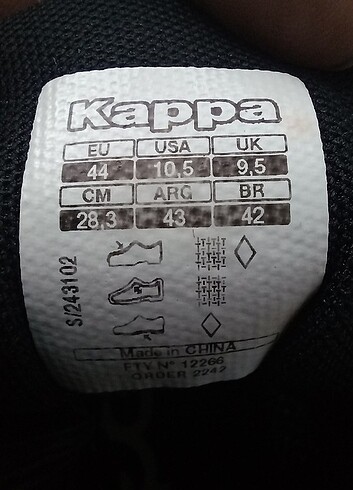 Kappa
EU USA UK
44 10,5 9,5
CM ARG BR
28,3 43 42
S/243102
Made in CHINA
FTY N° 12266
ORDER 2242